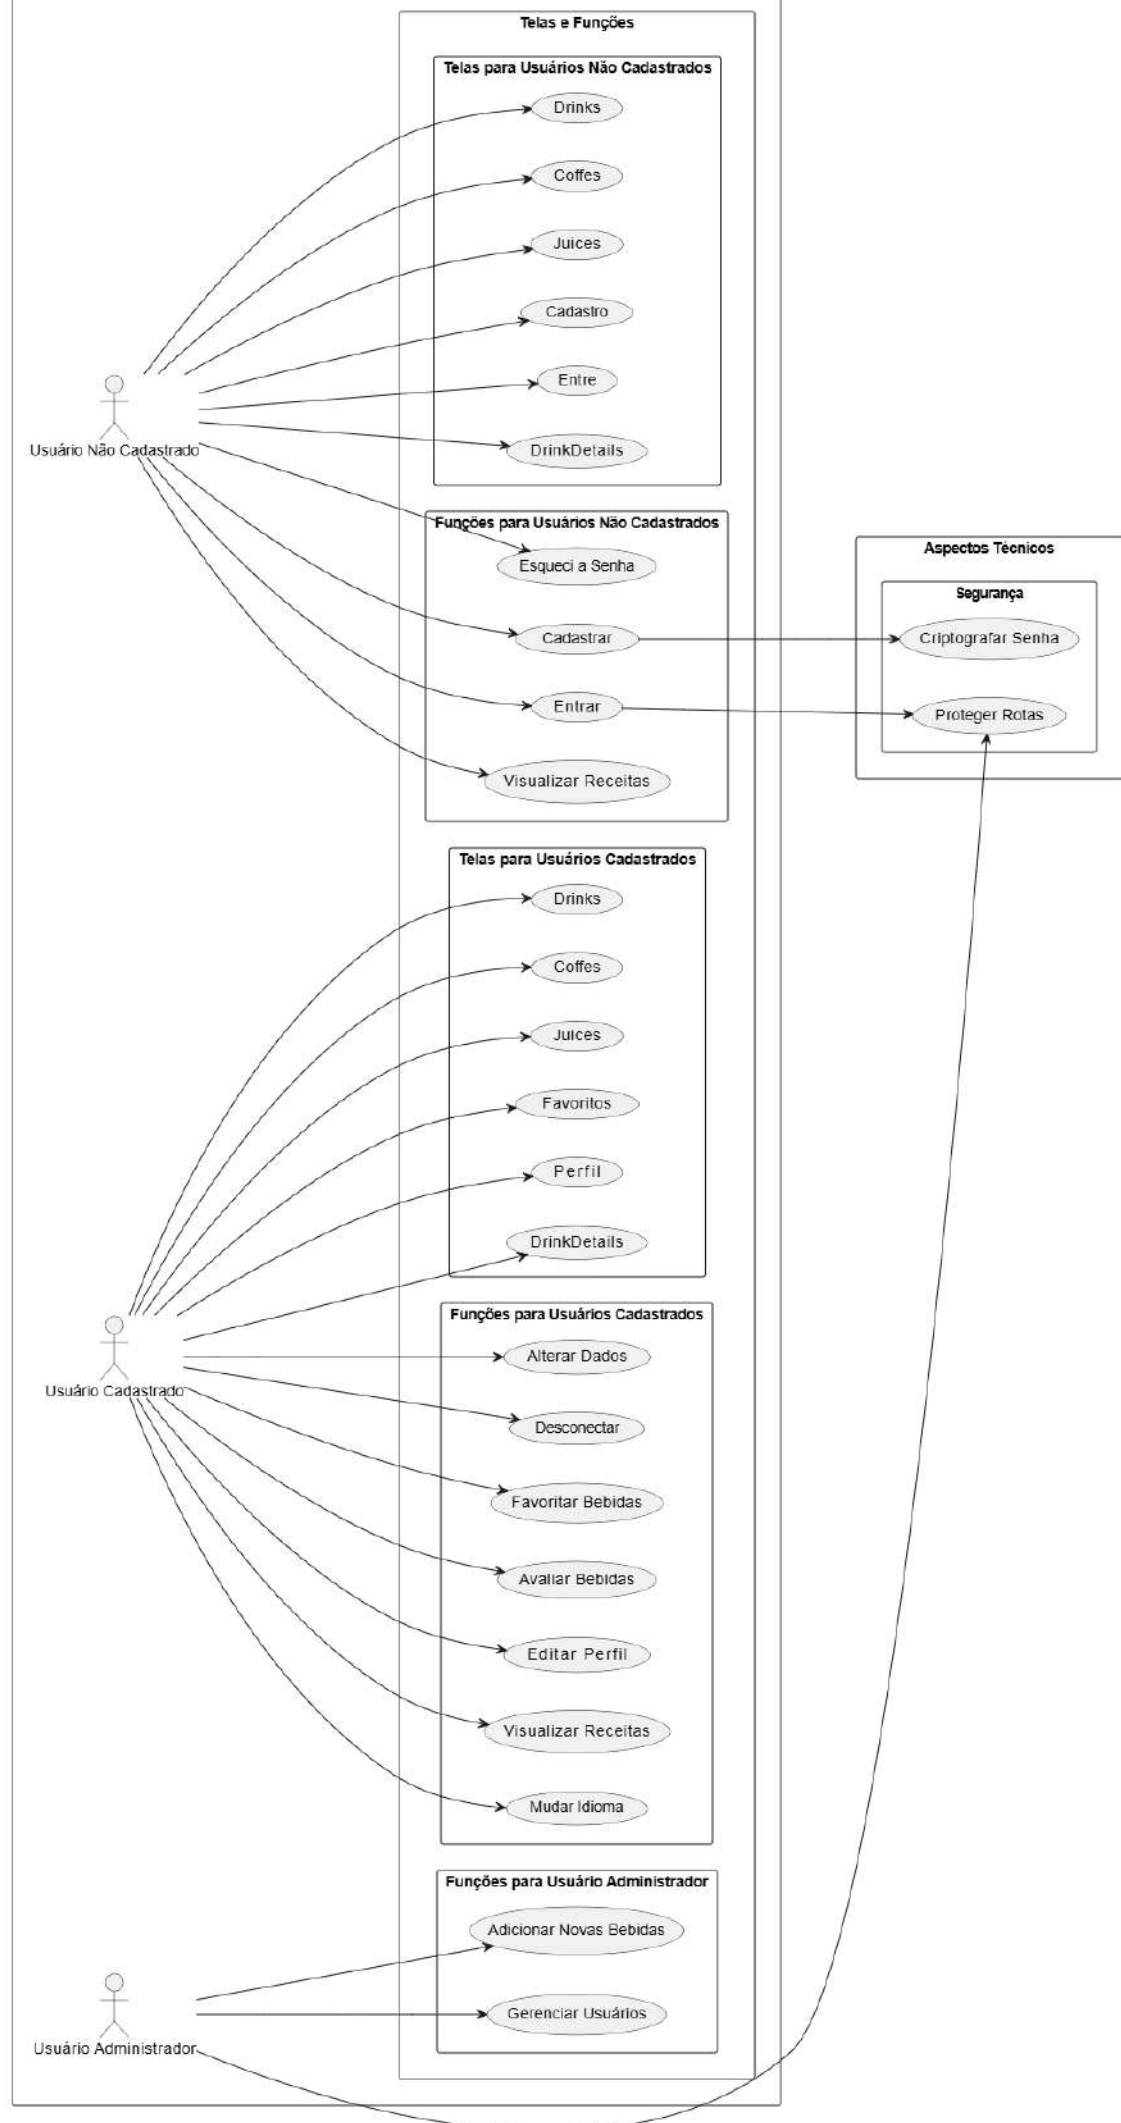 Telas e Funções
Telas para Usuários Não Cadastrados
Drinks
Coffes
Juices
Cadastro
Entre
DrinkDetails
Usuário Não Cadastrado
Funções para Usuários Não Cadastrados
Esqueci a Senha
Cadastrar
Entrar
Visualizar Receitas
Aspectos Técnicos
Segurança
Criptografar Senha
Proteger Rotas
Telas para Usuários Cadastrados
Drinks
Coffes
Juices
Favoritos
Perfil
DrinkDetails
Usuário Cadastrado
Funções para Usuários Cadastrados
Alterar Dados
Desconectar
Favoritar Bebidas
Avaliar Bebidas
Editar Perfil
Visualizar Receitas
Mudar Idioma
Funções para Usuário Administrador
Adicionar Novas Bebidas
Gerenciar Usuários
Usuário Administrador